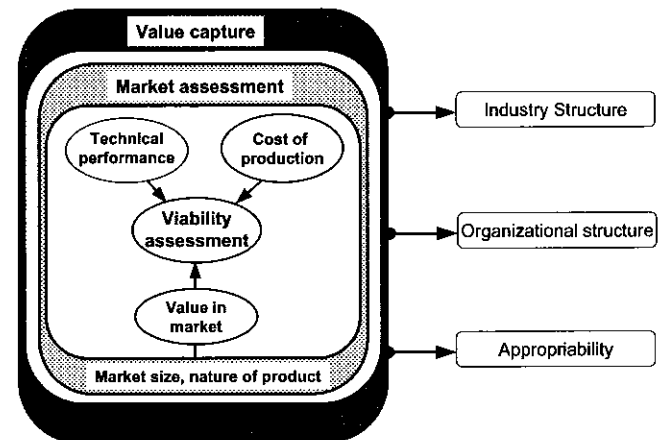 Value capture
Market assessment
Technical
performance
Cost of
production
Viability
assessment
Value in
market
Market size, nature of product
Industry Structure
Organizational structure
Appropriability